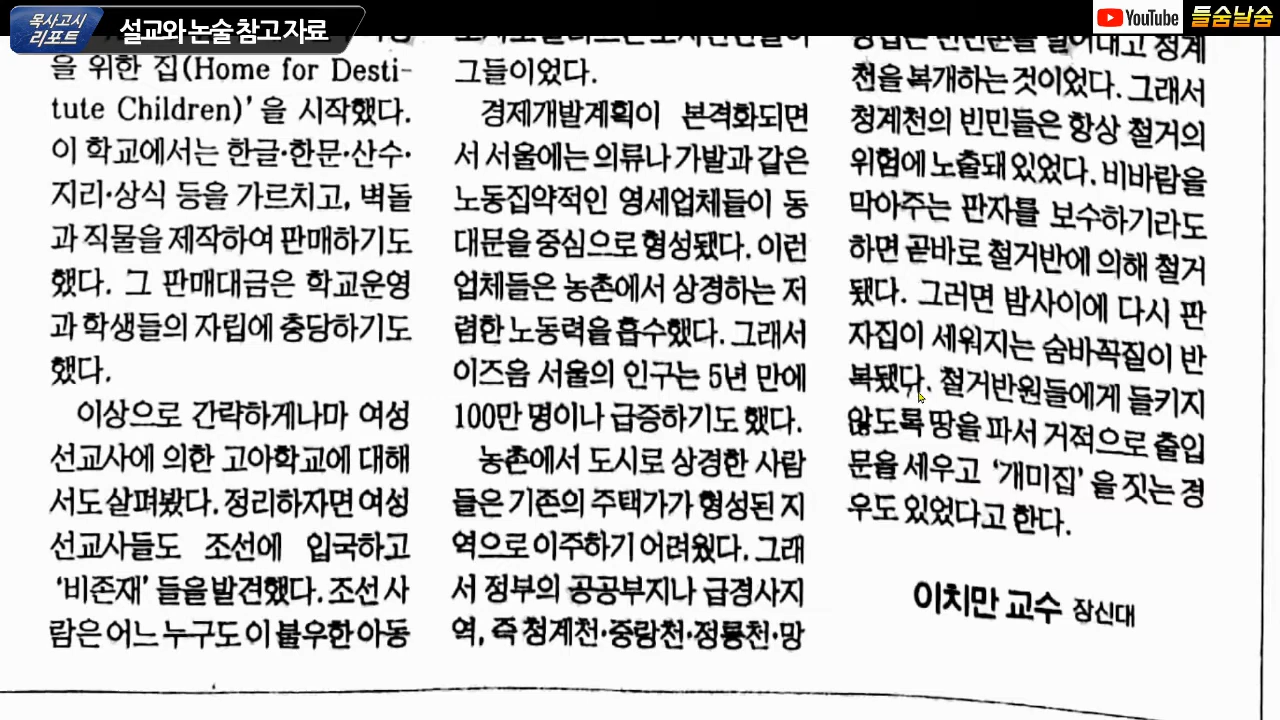 목사고시
리포트
설교와 논술 참고 자료
YouTube
들숨날숨
을 위한 집(Home for Desti-
tute Children)’을 시작했다.
이 학교에서는 한글·한문·산수·
지리·상식 등을 가르치고, 벽돌
과 직물을 제작하여 판매하기도
했다. 그 판매대금은 학교운영
과 학생들의 자립에 충당하기도
했다.
이상으로 간략하게나마 여성
선교사에 의한 고아학교에 대해
서도 살펴봤다. 정리하자면 여성
선교사들도 조선에 입국하고
‘비존재’들을 발견했다. 조선 사
람은 어느 누구도 이 불우한 아동
그들이었다.
경제개발계획이 본격화되면
서 서울에는 의류나 가발과 같은
노동집약적인 영세업체들이 동
대문을 중심으로 형성됐다. 이런
업체들은 농촌에서 상경하는 저
렴한 노동력을 흡수했다. 그래서
이즈음 서울의 인구는 5년 만에
100만 명이나 급증하기도 했다.
농촌에서 도시로 상경한 사람
들은 기존의 주택가가 형성된 지
역으로 이주하기 어려웠다. 그래
서 정부의 공공부지나 급경사지
역, 즉 청계천·중랑천·정릉천·망
천을 복개하는 것이었다. 그래서
청계천의 빈민들은 항상 철거의
위험에 노출돼 있었다. 비바람을
막아주는 판자를 보수하기라도
하면 곧바로 철거반에 의해 철거
됐다. 그러면 밤사이에 다시 판
자집이 세워지는 숨바꼭질이 반
복됐다. 철거반원들에게 들키지
않도록 땅을 파서 거적으로 출입
문을 세우고 ‘개미집’을 짓는 경
우도 있었다고 한다.
이치만 교수 장신대